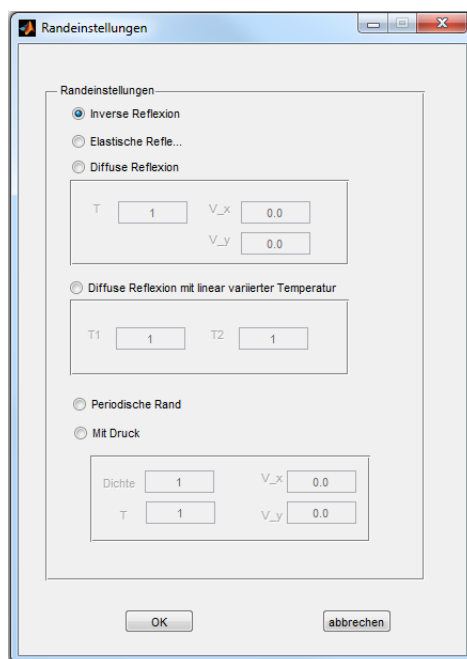 Randeinstellungen
Randeinstellungen
Inverse Reflexion
Elastische Refle...
Diffuse Reflexion
T 1 V_x 0.0
V_y 0.0
Diffuse Reflexion mit linear variierter Temperatur
T1 1 T2 1
Periodische Rand
Mit Druck
Dichte 1 V_x 0.0
T 1 V_y 0.0
OK abbrechen